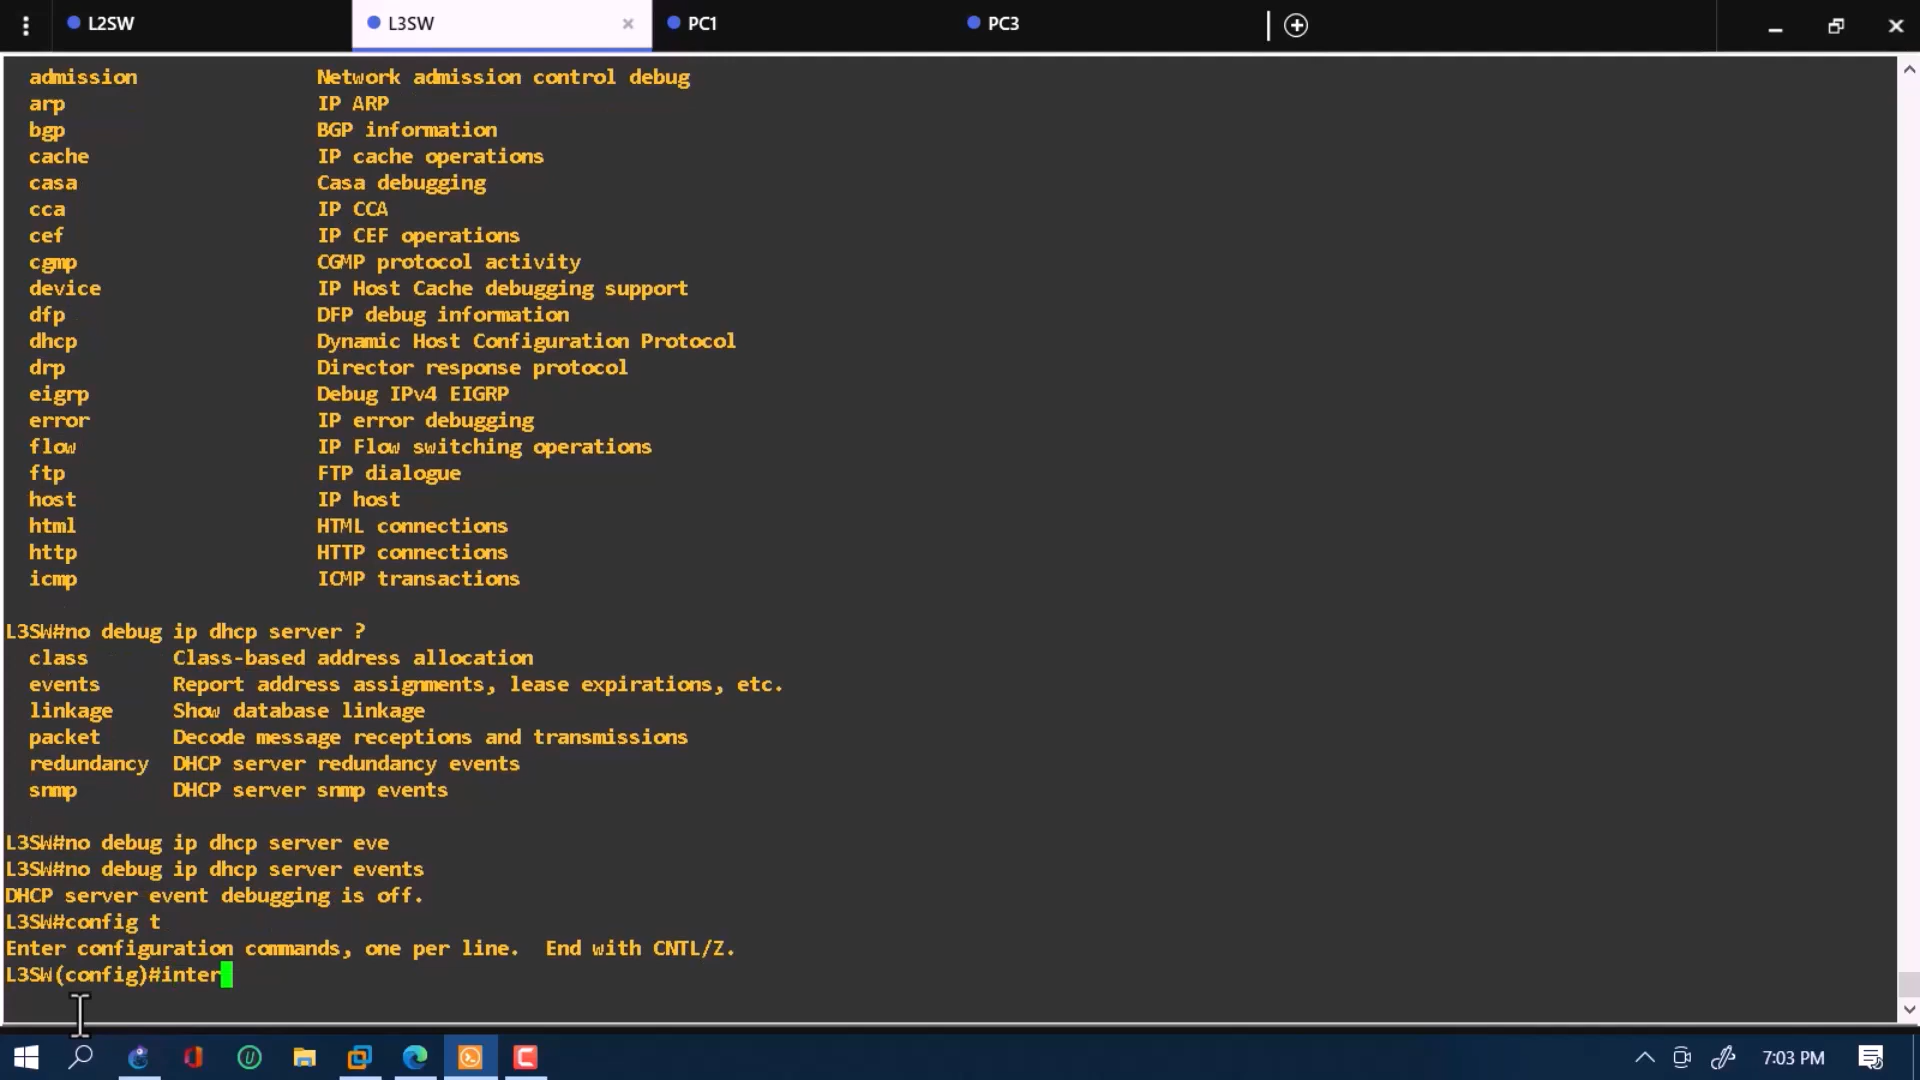 L2SW
L3SW
PC1
PC3
admission Network admission control debug
arp IP ARP
bgp BGP information
cache IP cache operations
casa Casa debugging
cca IP CCA
cef IP CEF operations
cgmp CGMP protocol activity
device IP Host Cache debugging support
dfp DFP debug information
dhcp Dynamic Host Configuration Protocol
drp Director response protocol
eigrp Debug IPv4 EIGRP
error IP error debugging
flow IP Flow switching operations
ftp FTP dialogue
host IP host
html HTML connections
http HTTP connections
icmp ICMP transactions
L3SW#no debug ip dhcp server ?
class Class-based address allocation
events Report address assignments, lease expirations, etc.
linkage Show database linkage
packet Decode message receptions and transmissions
redundancy DHCP server redundancy events
snmp DHCP server snmp events
L3SW#no debug ip dhcp server eve
L3SW#no debug ip dhcp server events
DHCP server event debugging is off.
L3SW#config t
Enter configuration commands, one per line. End with CNTL/Z.
L3SW(config)#inter
7:03 PM